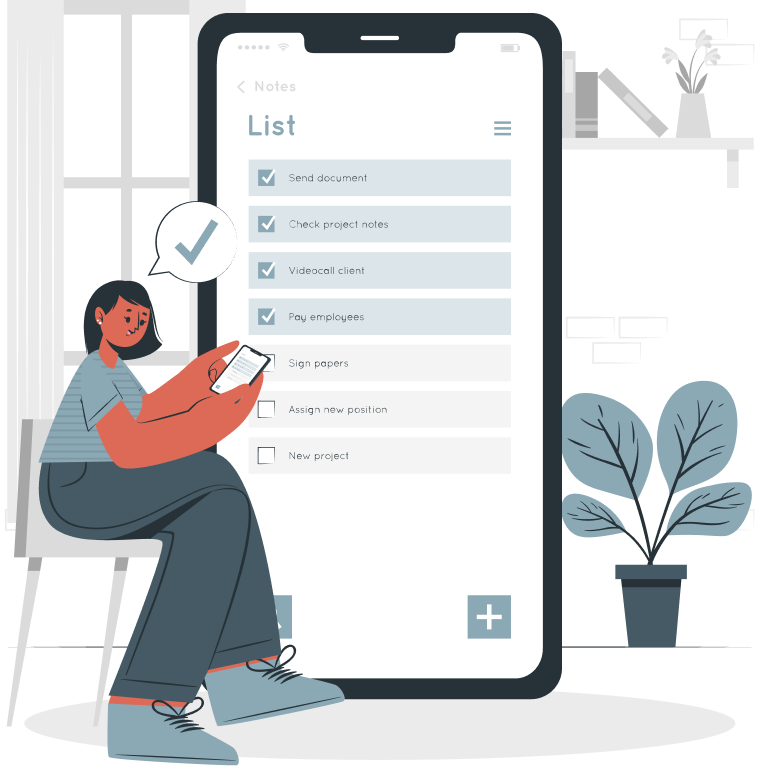 Notes
List
Send document
Check project notes
Videocall client
Pay employees
Sign papers
Assign new position
New project